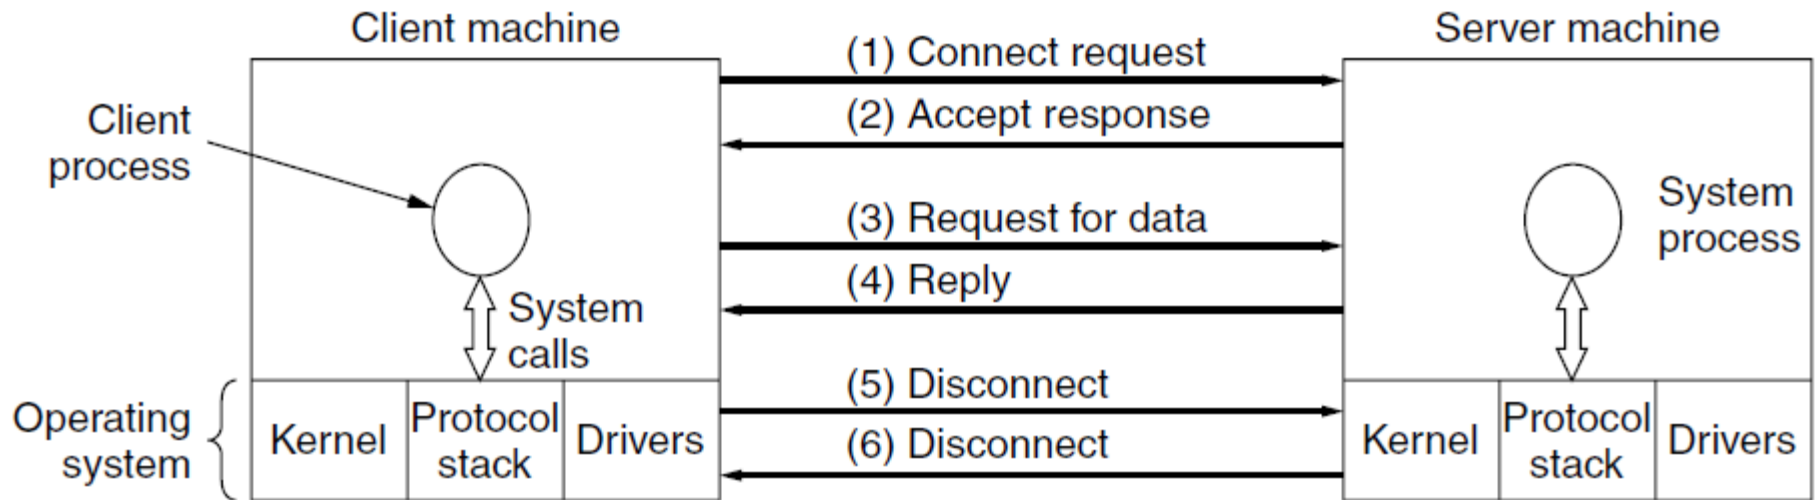 Client machine
Server machine
(1) Connect request
(2) Accept response
Client
process
(3) Request for data
System
process
(4) Reply
System
calls
(5) Disconnect
(6) Disconnect
Operating
system
Kernel
Protocol
stack
Drivers
Kernel
Protocol
stack
Drivers